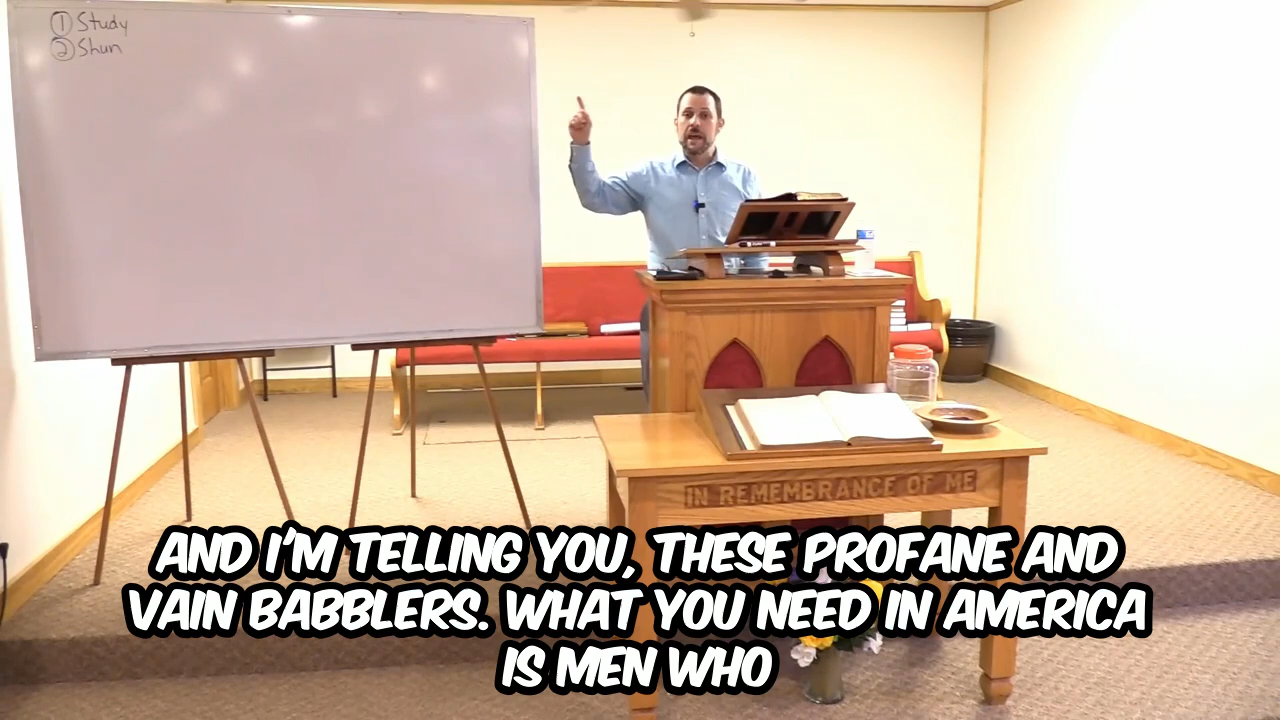 ① Study
② Shun
IN REMEMBRANCE OF ME
AND I'M TELLING YOU, THESE PROFANE AND
VAIN BABBLERS. WHAT YOU NEED IN AMERICA
IS MEN WHO